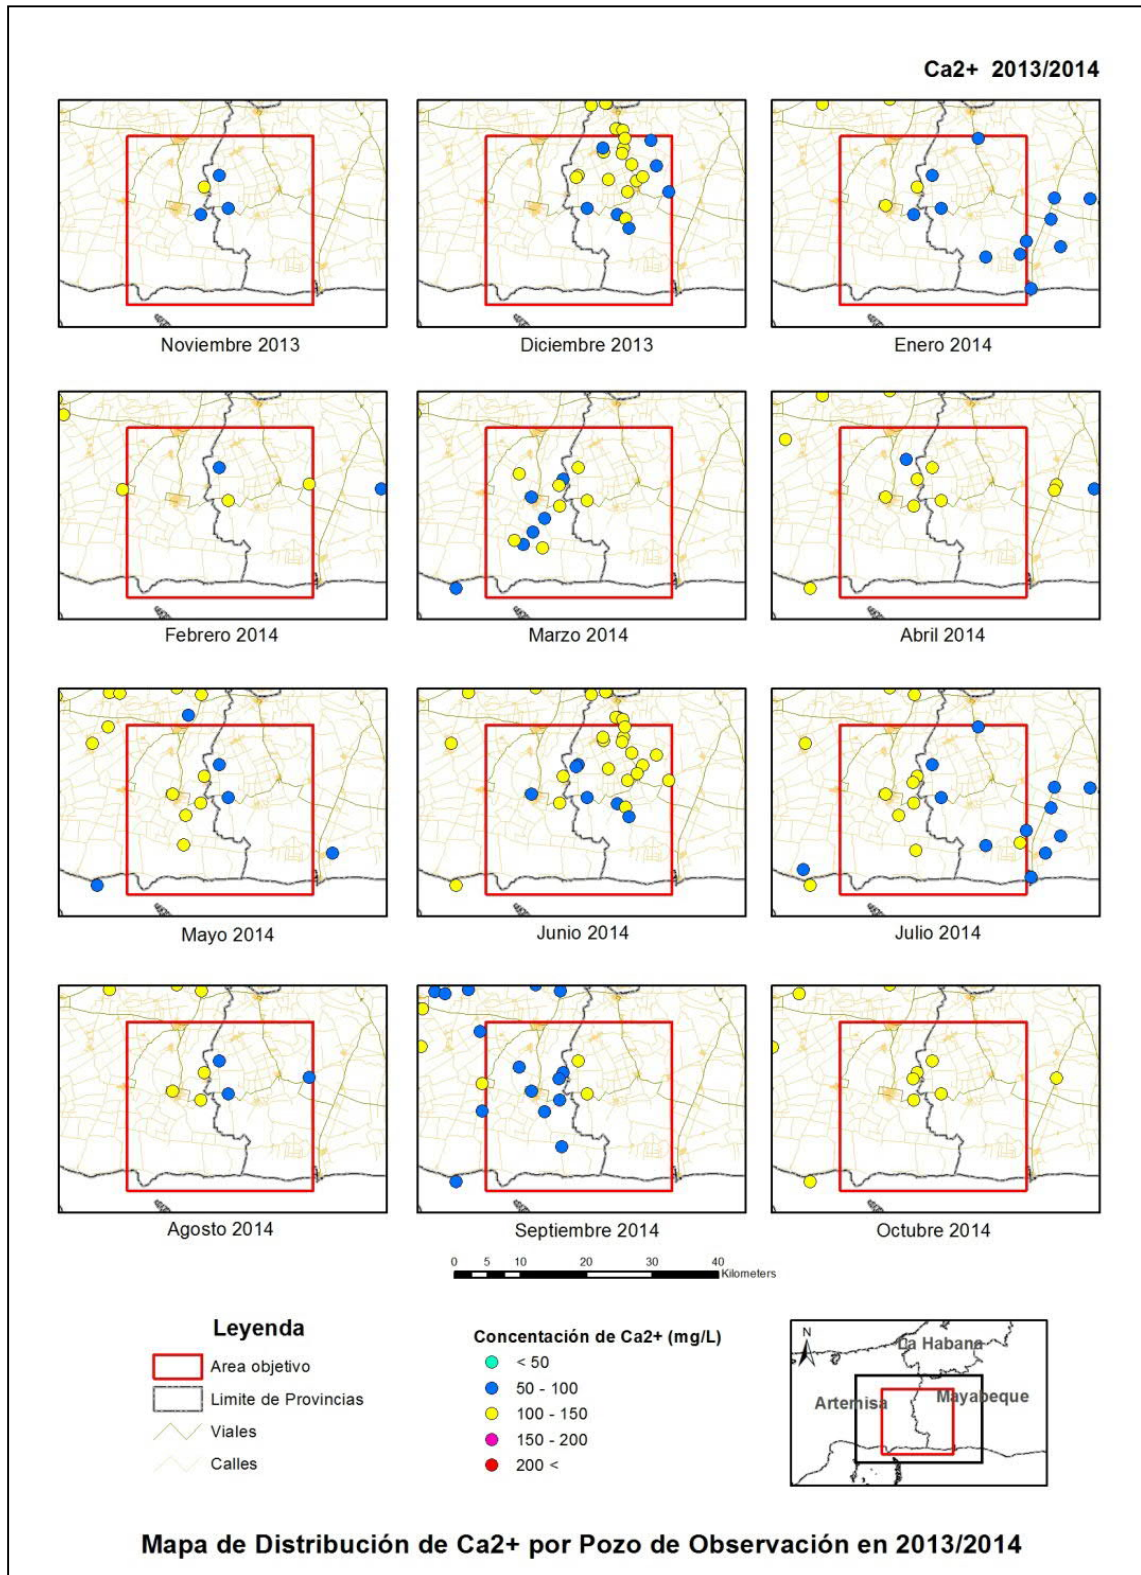 Ca2+ 2013/2014
Noviembre 2013
Diciembre 2013
Enero 2014
Febrero 2014
Marzo 2014
Abril 2014
Mayo 2014
Junio 2014
Julio 2014
Agosto 2014
Septiembre 2014
Octubre 2014
0 5 10 20 30 40
Kilometers
Leyenda
Area objetivo
Limite de Provincias
Viales
Calles
Concentación de Ca2+ (mg/L)
< 50
50 - 100
100 - 150
150 - 200
200 <
N
La Habana
Artemisa
Mayabeque
Mapa de Distribución de Ca2+ por Pozo de Observación en 2013/2014